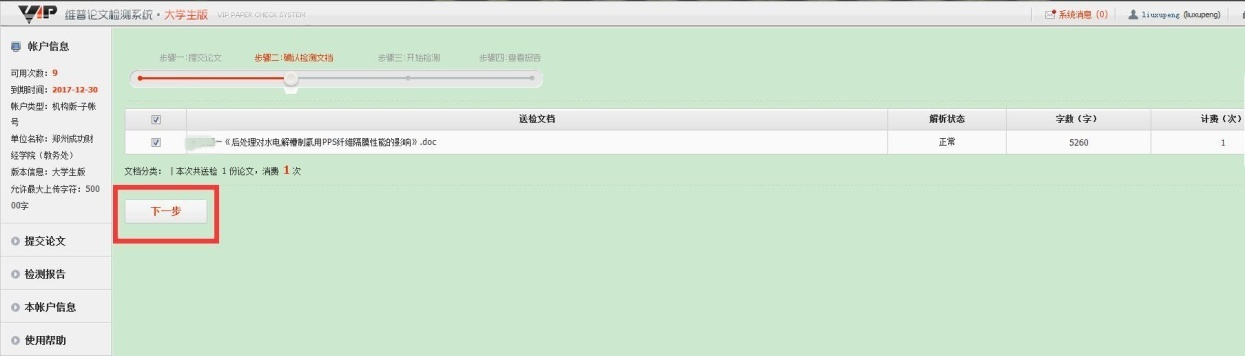 VIP 维普论文检测系统·大学生版 VIP PAPER CHECK SYSTEM 系统消息 (0) liuxupeng (liuxupeng)
帐户信息
可用次数：9
到期时间：2017-12-30
帐户类型：机构版-子帐
号
单位名称：郑州成功财
经学院（教务处）
版本信息：大学生版
允许最大上传字符：500
00字
提交论文
检测报告
本帐户信息
使用帮助
步骤一:提交论文 步骤二:确认检测文档 步骤三:开始检测 步骤四:查看报告
送检文档 解析状态 字数（字） 计费（次）
一《后处理对水电解槽制氢用PPS纤维隔膜性能的影响》.doc 正常 5260 1
文档分类： | 本次共送检 1 份论文，消费 1 次
下一步